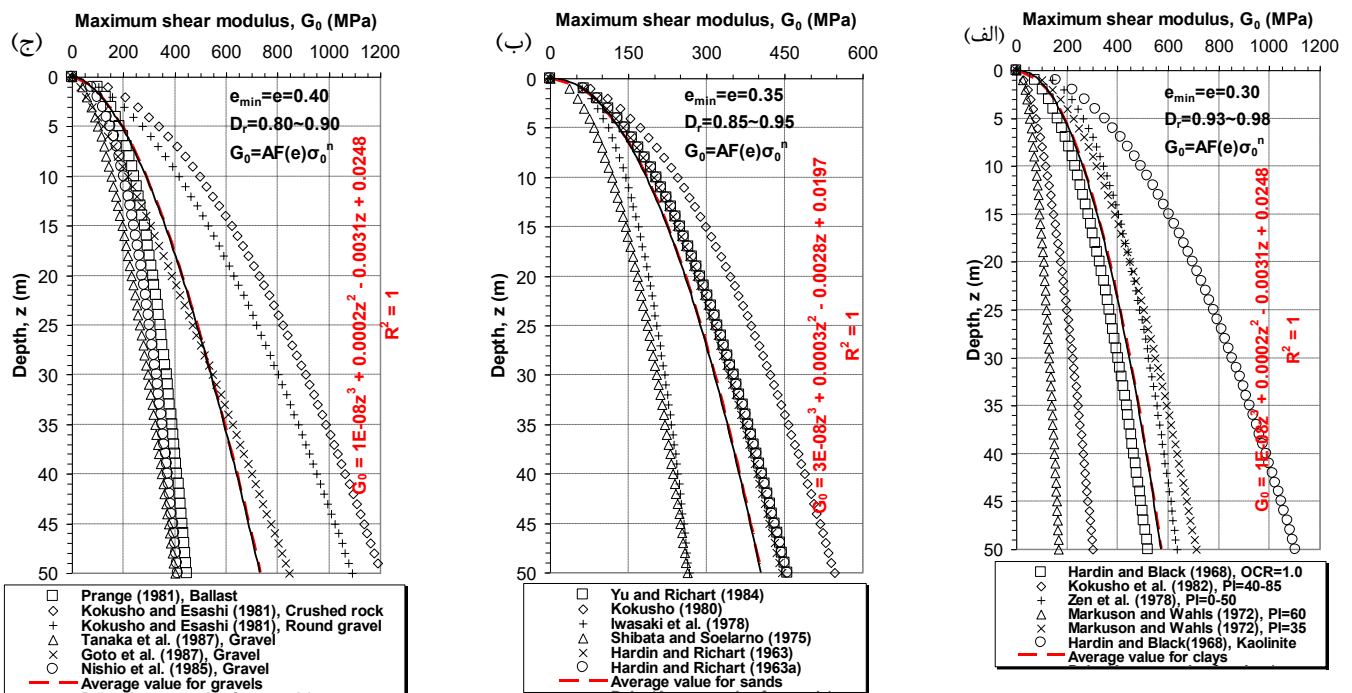 Maximum shear modulus, G₀ (MPa)
(ج)
0 200 400 600 800 1000 1200
0
5
10
15
20
25
30
35
40
45
50
Depth, z (m)
e_min=e=0.40
D_r=0.80~0.90
G₀=AF(e)σ₀ⁿ
G₀ = 1E-08z³ + 0.0002z² - 0.0031z + 0.0248
R² = 1
Prange (1981), Ballast
Kokusho and Esashi (1981), Crushed rock
Kokusho and Esashi (1981), Round gravel
Tanaka et al. (1987), Gravel
Goto et al. (1987), Gravel
Nishio et al. (1985), Gravel
Average value for gravels
Maximum shear modulus, G₀ (MPa)
(ب)
0 150 300 450 600
0
5
10
15
20
25
30
35
40
45
50
Depth, z (m)
e_min=e=0.35
D_r=0.85~0.95
G₀=AF(e)σ₀ⁿ
G₀ = 3E-08z³ + 0.0003z² - 0.0028z + 0.0197
R² = 1
Yu and Richart (1984)
Kokusho (1980)
Iwasaki et al. (1978)
Shibata and Soelarno (1975)
Hardin and Richart (1963)
Hardin and Richart (1963a)
Average value for sands
Maximum shear modulus, G₀ (MPa)
(الف)
0 200 400 600 800 1000 1200
0
5
10
15
20
25
30
35
40
45
50
Depth, z (m)
e_min=e=0.30
D_r=0.93~0.98
G₀=AF(e)σ₀ⁿ
G₀ = 1E-08z³ + 0.0002z² - 0.0031z + 0.0248
R² = 1
Hardin and Black (1968), OCR=1.0
Kokusho et al. (1982), PI=40-85
Zen et al. (1978), PI=0-50
Markuson and Wahls (1972), PI=60
Markuson and Wahls (1972), PI=35
Hardin and Black(1968), Kaolinite
Average value for clays